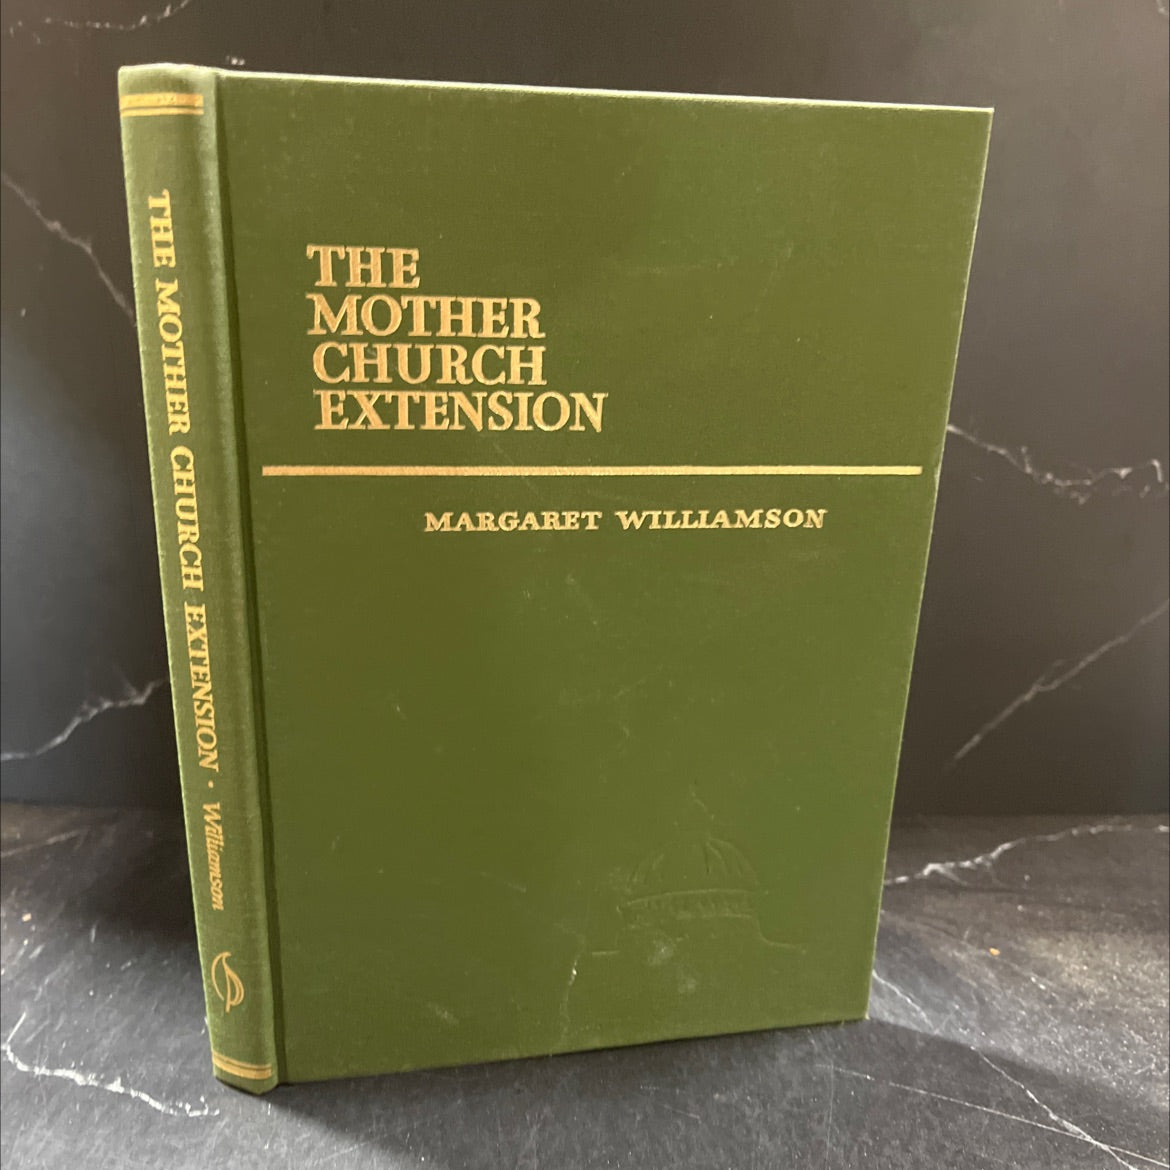 THE MOTHER CHURCH EXTENSION • Williamson
THE
MOTHER
CHURCH
EXTENSION
MARGARET WILLIAMSON